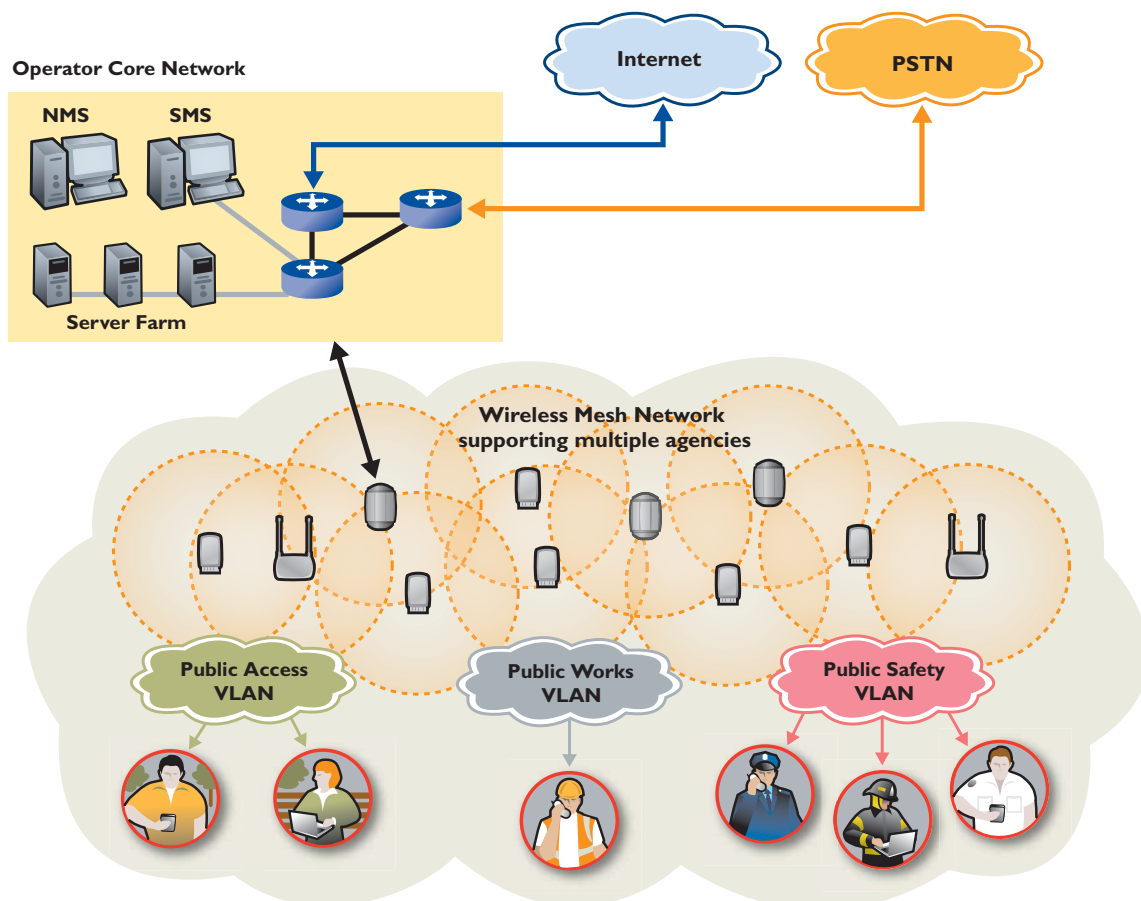 Internet
PSTN
Operator Core Network
NMS
SMS
Server Farm
Wireless Mesh Network
supporting multiple agencies
Public Access
VLAN
Public Works
VLAN
Public Safety
VLAN